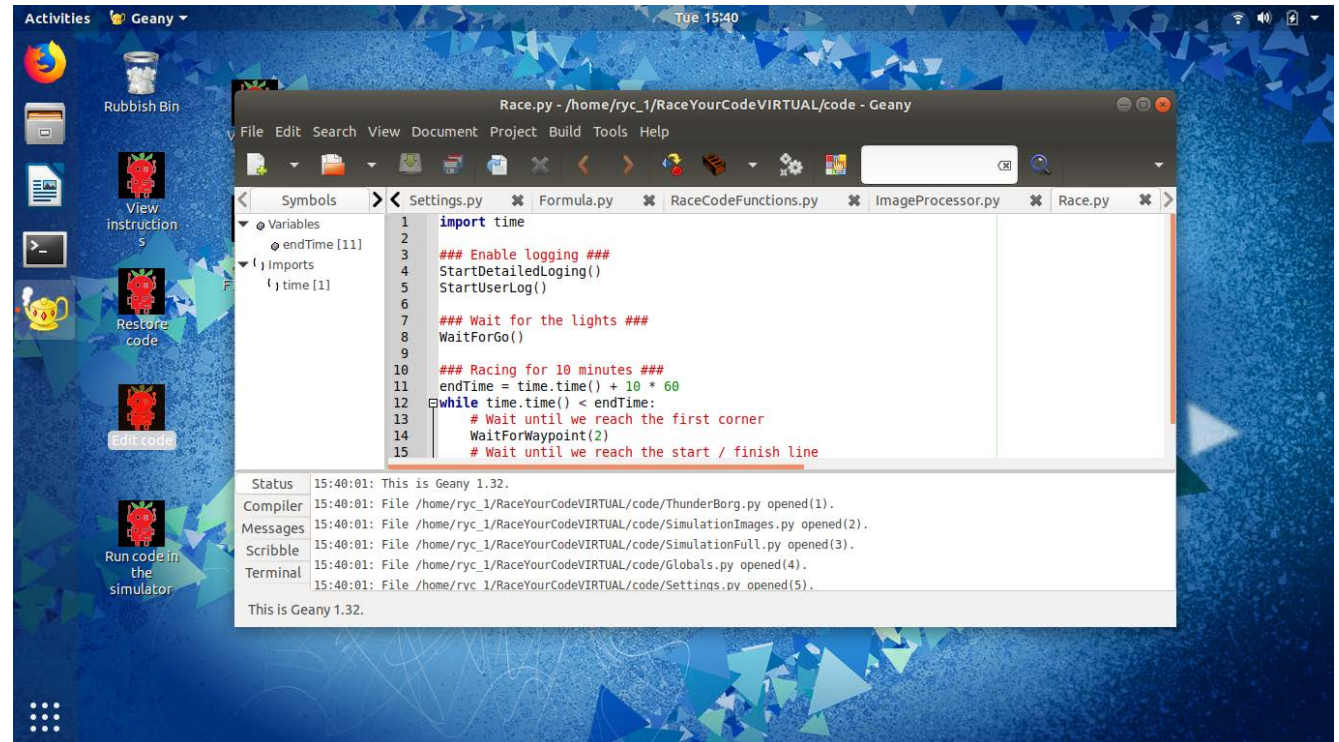 Activities Geany Tue 15:40
Rubbish Bin
View
instruction
s
Restore
code
Edit code
Run code in
the
simulator
Race.py - /home/ryc_1/RaceYourCodeVIRTUAL/code - Geany
File Edit Search View Document Project Build Tools Help
Symbols
Settings.py Formula.py RaceCodeFunctions.py ImageProcessor.py Race.py
Variables
endTime [11]
Imports
time [1]
1 import time
2
3 ### Enable logging ###
4 StartDetailedLoging()
5 StartUserLog()
6
7 ### Wait for the lights ###
8 WaitForGo()
9
10 ### Racing for 10 minutes ###
11 endTime = time.time() + 10 * 60
12 while time.time() < endTime:
13 # Wait until we reach the first corner
14 WaitForWaypoint(2)
15 # Wait until we reach the start / finish line
Status
Compiler
Messages
Scribble
Terminal
15:40:01: This is Geany 1.32.
15:40:01: File /home/ryc_1/RaceYourCodeVIRTUAL/code/ThunderBorg.py opened(1).
15:40:01: File /home/ryc_1/RaceYourCodeVIRTUAL/code/SimulationImages.py opened(2).
15:40:01: File /home/ryc_1/RaceYourCodeVIRTUAL/code/SimulationFull.py opened(3).
15:40:01: File /home/ryc_1/RaceYourCodeVIRTUAL/code/Globals.py opened(4).
15:40:01: File /home/ryc_1/RaceYourCodeVIRTUAL/code/Settings.py opened(5).
This is Geany 1.32.